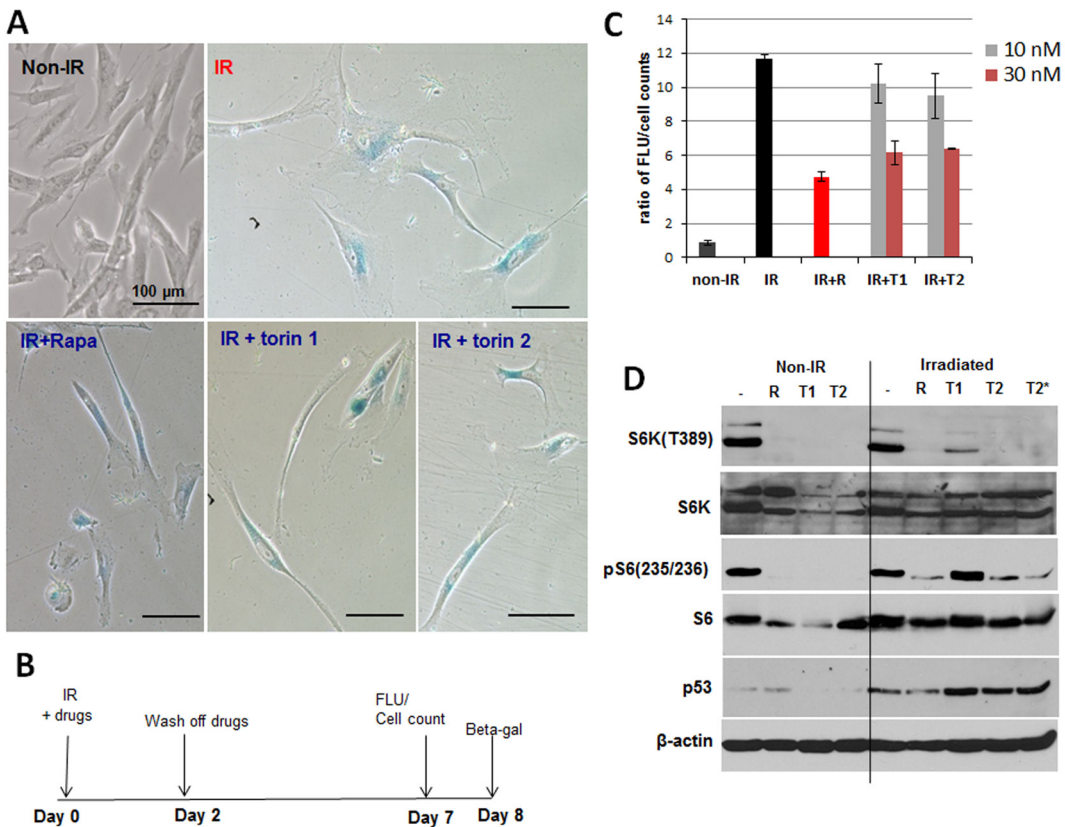 A
Non-IR
IR
100 µm
IR+Rapa
IR + torin 1
IR + torin 2
B
IR
+ drugs
Wash off drugs
FLU/
Cell count
Beta-gal
Day 0
Day 2
Day 7
Day 8
C
ratio of FLU/cell counts
14
12
10
8
6
4
2
0
non-IR
IR
IR+R
IR+T1
IR+T2
10 nM
30 nM
D
Non-IR
Irradiated
- R T1 T2 - R T1 T2 T2*
S6K(T389)
S6K
pS6(235/236)
S6
p53
β-actin